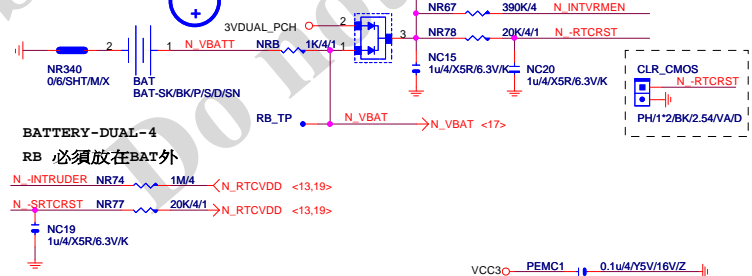 NR67 390K/4 N_INTVRMEN
3VDUAL_PCH 2
NR78 20K/4/1 N_-RTCRST
3
2 1 N_VBATT NRB 1K/4/1 1
NR340
0/6/SHT/M/X
BAT
BAT-SK/BK/P/S/D/SN
NC15
1u/4/X5R/6.3V/K
NC20
1u/4/X5R/6.3V/K
CLR_CMOS
N_-RTCRST
PH/1*2/BK/2.54/VA/D
RB_TP N_VBAT N_VBAT <17>
BATTERY-DUAL-4
RB 必須放在BAT外
N_-INTRUDER NR74 1M/4 N_RTCVDD <13,19>
N_-SRTCRST NR77 20K/4/1 N_RTCVDD <13,19>
NC19
1u/4/X5R/6.3V/K
VCC3 PEMC1 0.1u/4/Y5V/16V/Z
Do not